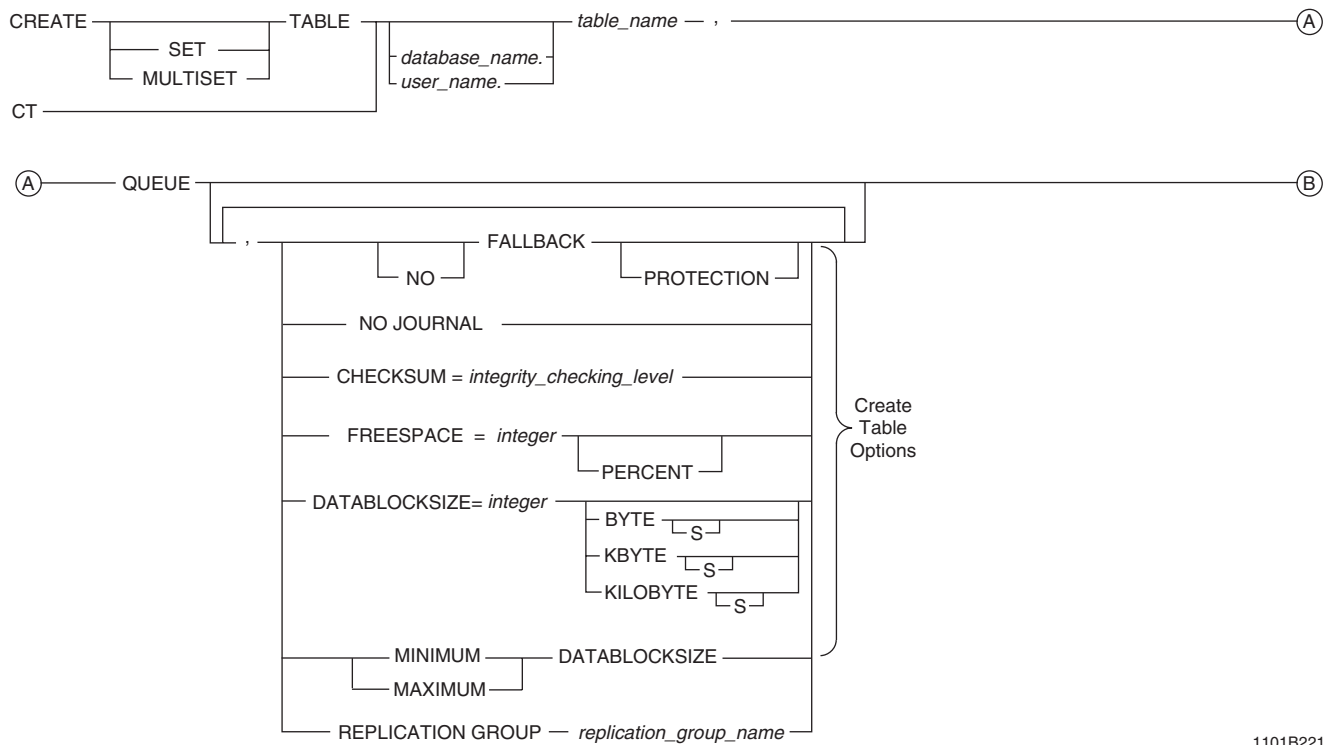 CREATE TABLE table_name ,
SET
MULTISET
database_name.
user_name.
CT
A
A QUEUE B
,
FALLBACK
NO
PROTECTION
NO JOURNAL
CHECKSUM = integrity_checking_level
FREESPACE = integer
PERCENT
DATABLOCKSIZE= integer
BYTE
S
KBYTE
S
KILOBYTE
S
MINIMUM DATABLOCKSIZE
MAXIMUM
REPLICATION GROUP replication_group_name
Create
Table
Options
1101B221